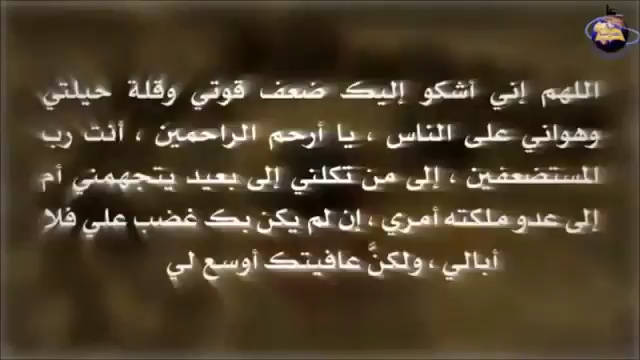 اللهم إني أشكو إليك ضعف قوتي وقلة حيلتي
وهواني على الناس ، يا أرحم الراحمين ، أنت رب
المستضعفين ، إلى من تكلني إلى بعيد يتجهمني أم
إلى عدو ملكته أمري ، إن لم يكن بك غضب علي فلا
أبالي ، ولكنَّ عافيتك أوسع لي